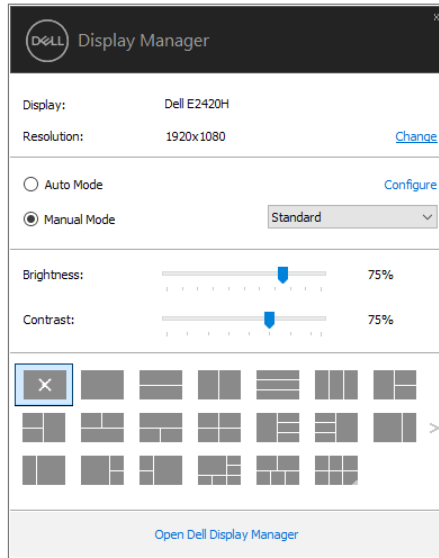 DELL Display Manager
Display: Dell E2420H
Resolution: 1920x1080 Change
Auto Mode Configure
Manual Mode Standard
Brightness: 75%
Contrast: 75%
Open Dell Display Manager